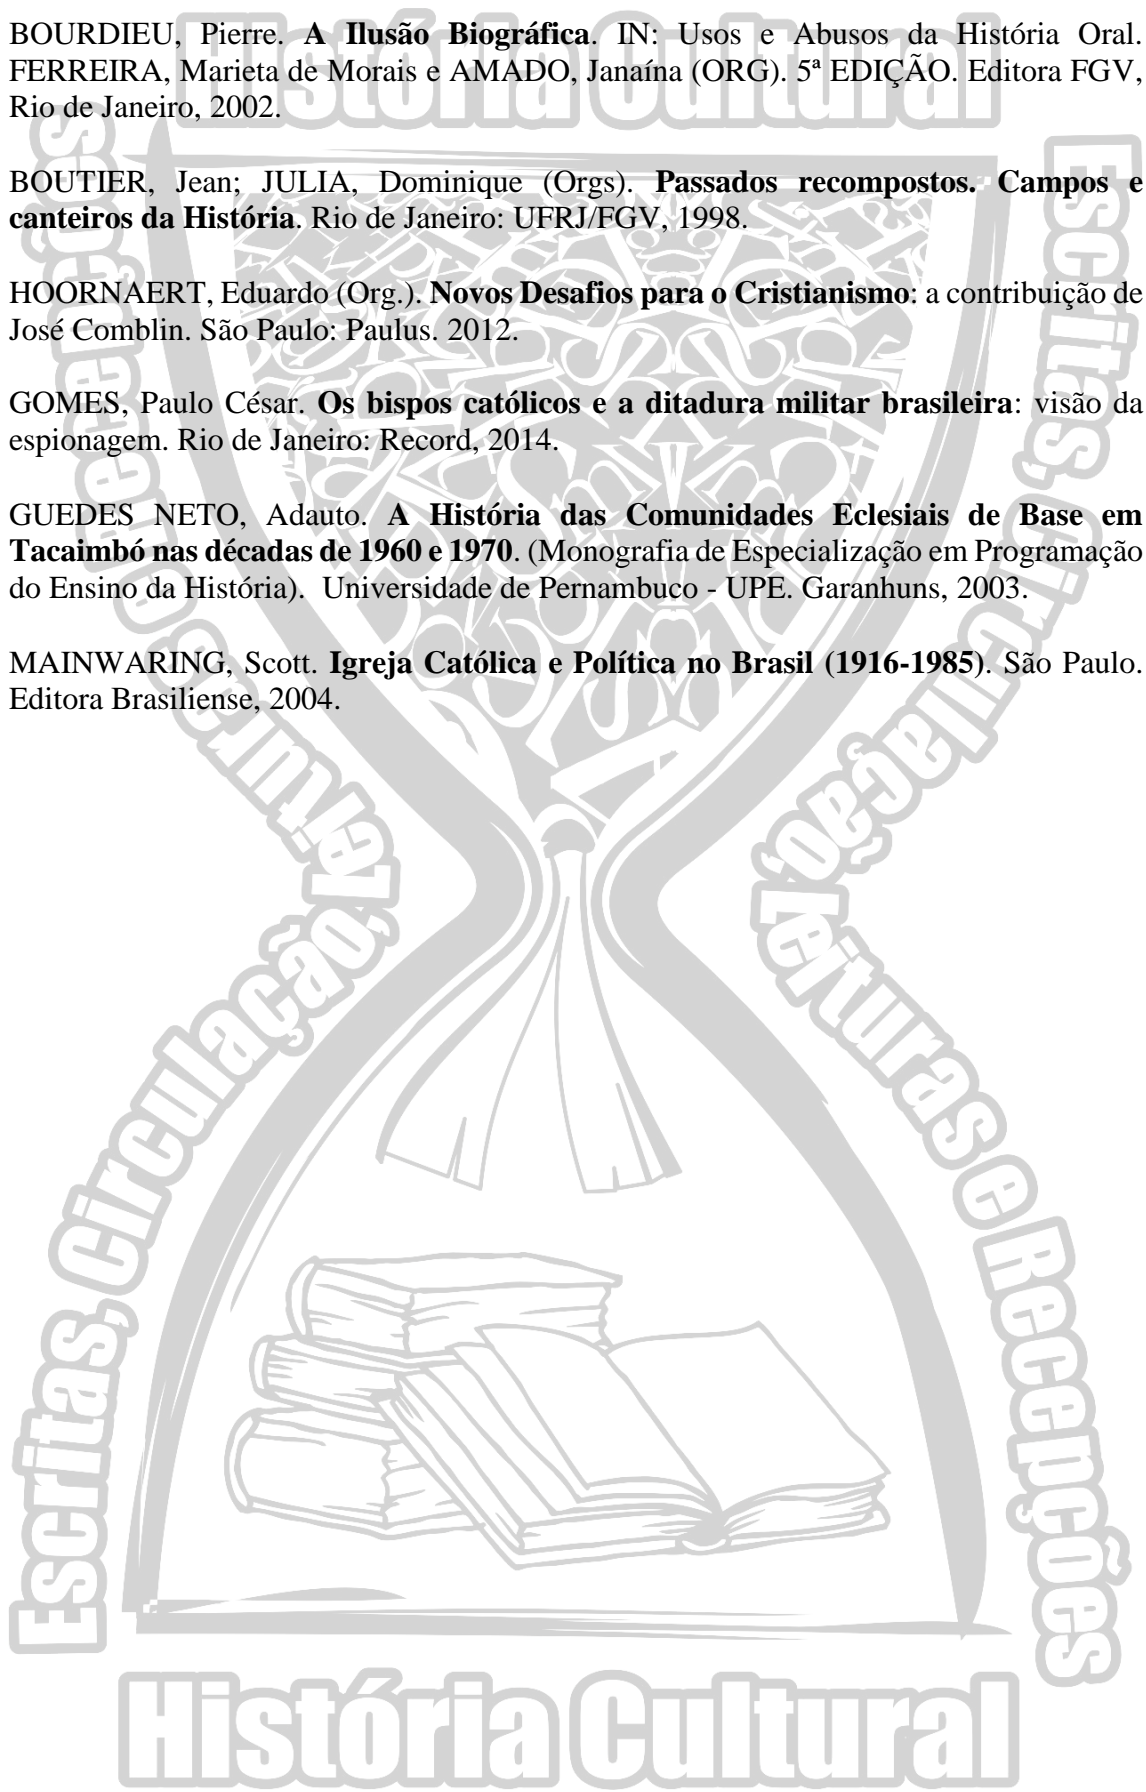 BOURDIEU, Pierre. A Ilusão Biográfica. IN: Usos e Abusos da História Oral.
FERREIRA, Marieta de Morais e AMADO, Janaína (ORG). 5ª EDIÇÃO. Editora FGV,
Rio de Janeiro, 2002.
BOUTIER, Jean; JULIA, Dominique (Orgs). Passados recompostos. Campos e
canteiros da História. Rio de Janeiro: UFRJ/FGV, 1998.
HOORNAERT, Eduardo (Org.). Novos Desafios para o Cristianismo: a contribuição de
José Comblin. São Paulo: Paulus. 2012.
GOMES, Paulo César. Os bispos católicos e a ditadura militar brasileira: visão da
espionagem. Rio de Janeiro: Record, 2014.
GUEDES NETO, Adauto. A História das Comunidades Eclesiais de Base em
Tacaimbó nas décadas de 1960 e 1970. (Monografia de Especialização em Programação
do Ensino da História). Universidade de Pernambuco - UPE. Garanhuns, 2003.
MAINWARING, Scott. Igreja Católica e Política no Brasil (1916-1985). São Paulo.
Editora Brasiliense, 2004.
História Cultural
Escritas, Circulação, Leituras e Recepções
Escritas, Circulação, Leituras e Recepções
História Cultural